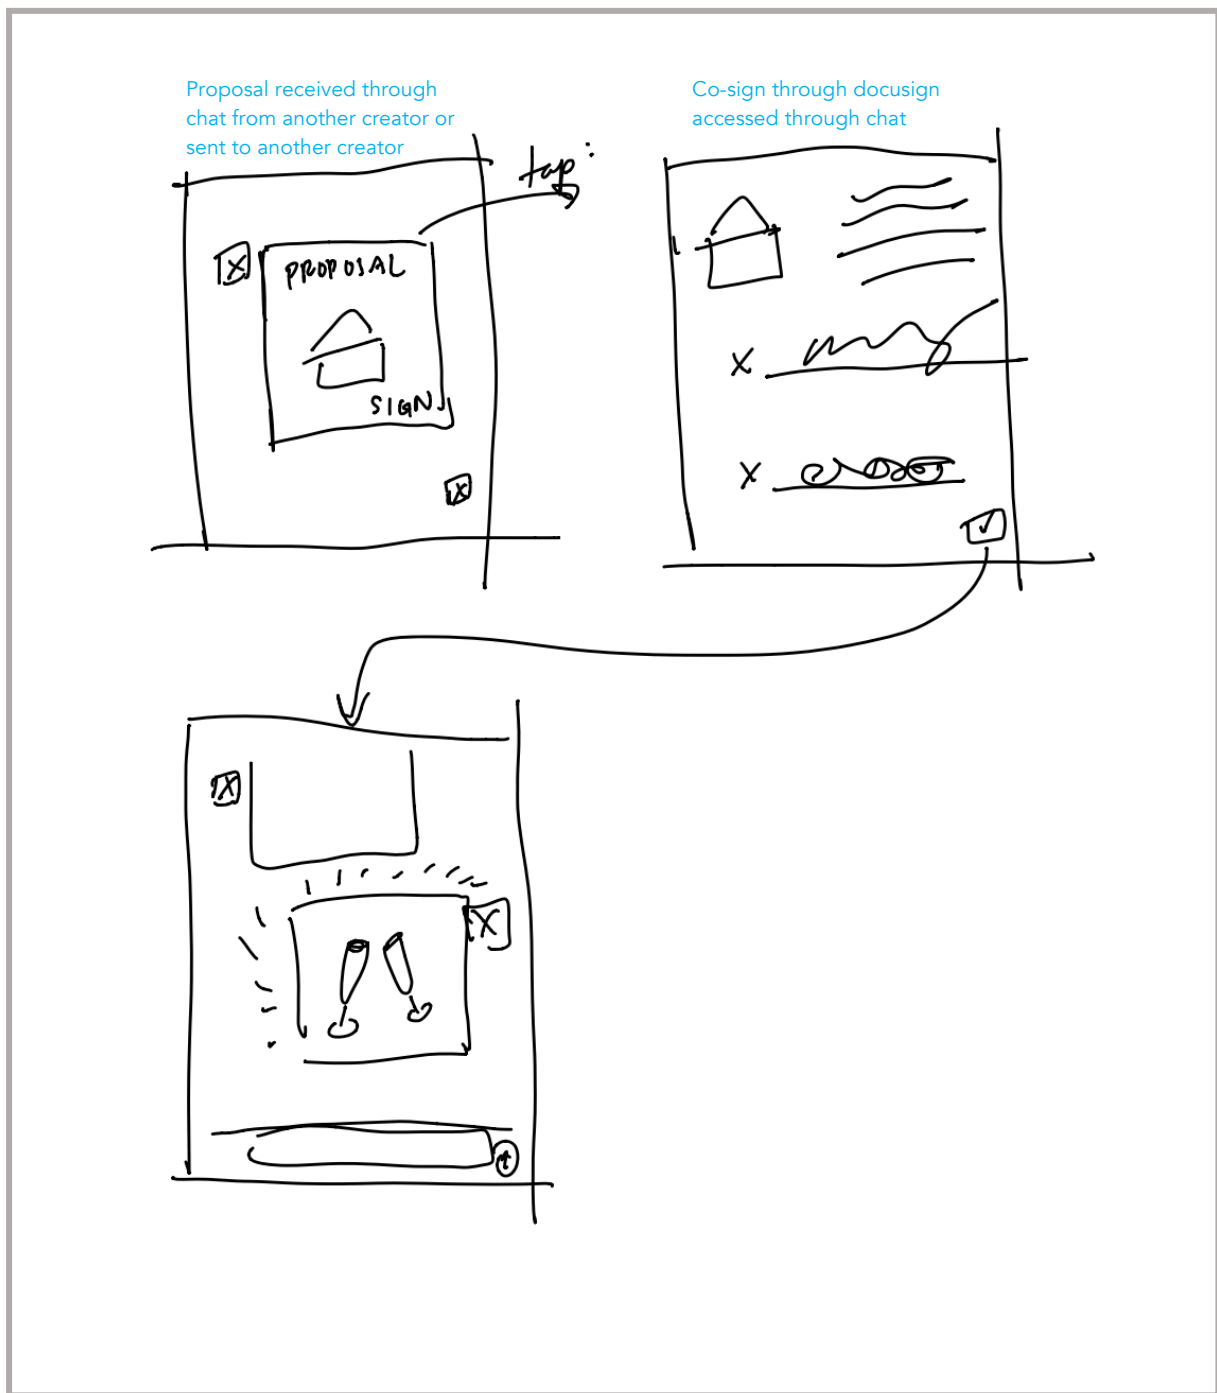 Proposal received through
chat from another creator or
sent to another creator
tap:
PROPOSAL
SIGN
Co-sign through docusign
accessed through chat
X
X